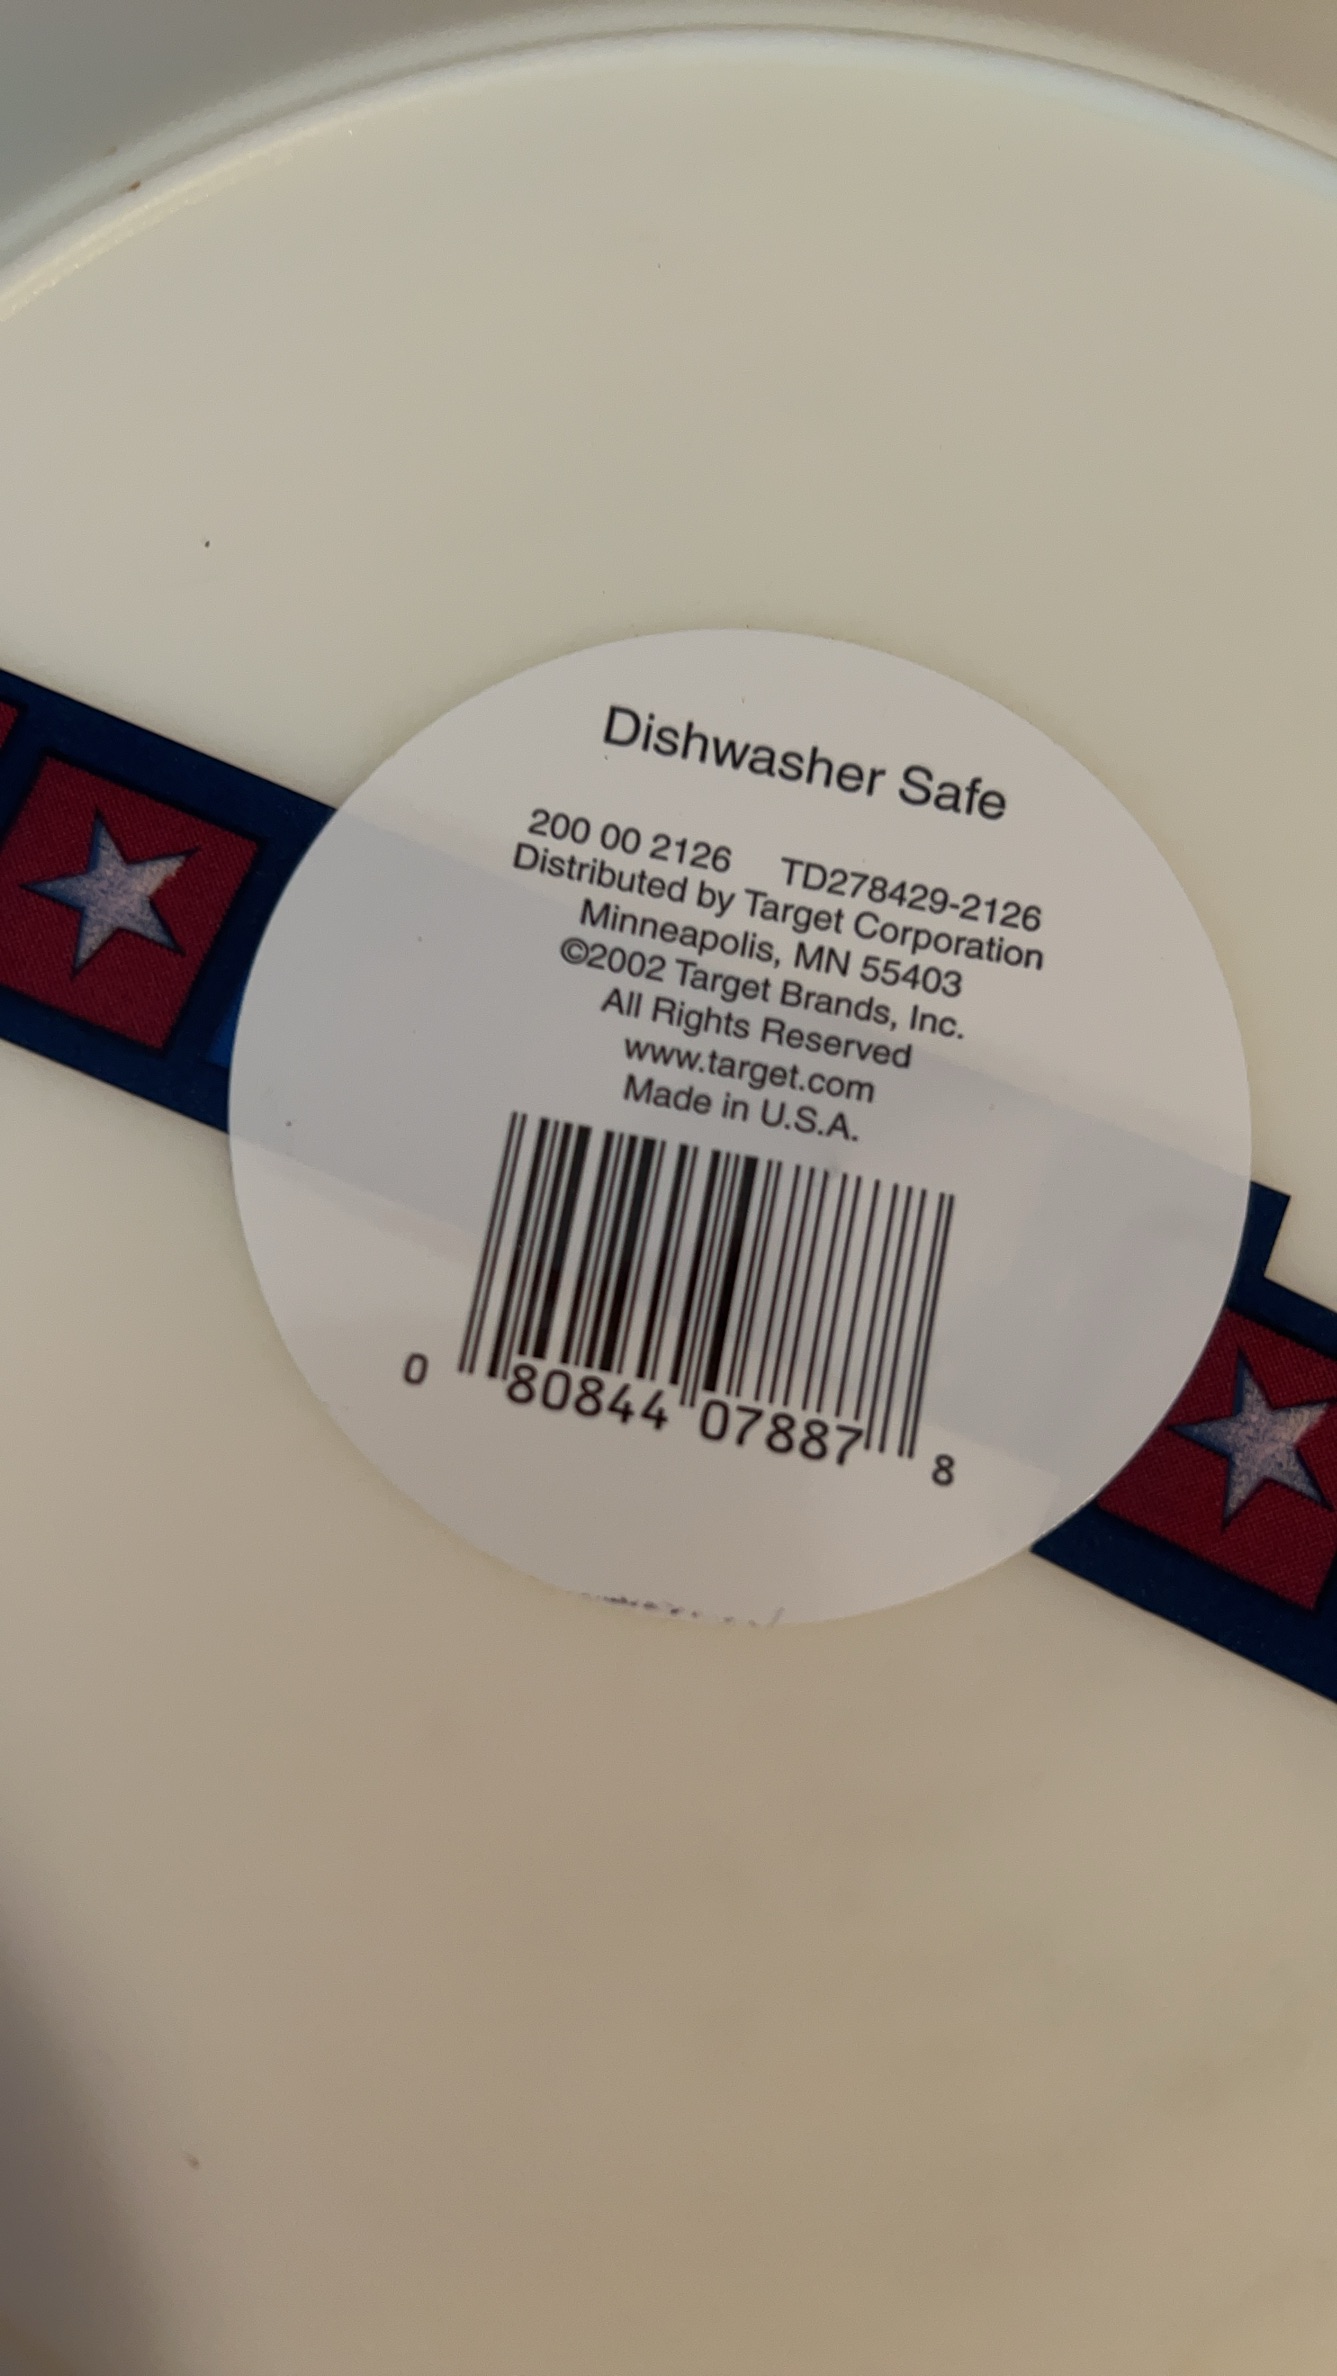 Dishwasher Safe
200 00 2126 TD278429-2126
Distributed by Target Corporation
Minneapolis, MN 55403
©2002 Target Brands, Inc.
All Rights Reserved
www.target.com
Made in U.S.A.
0 80844 07887 8